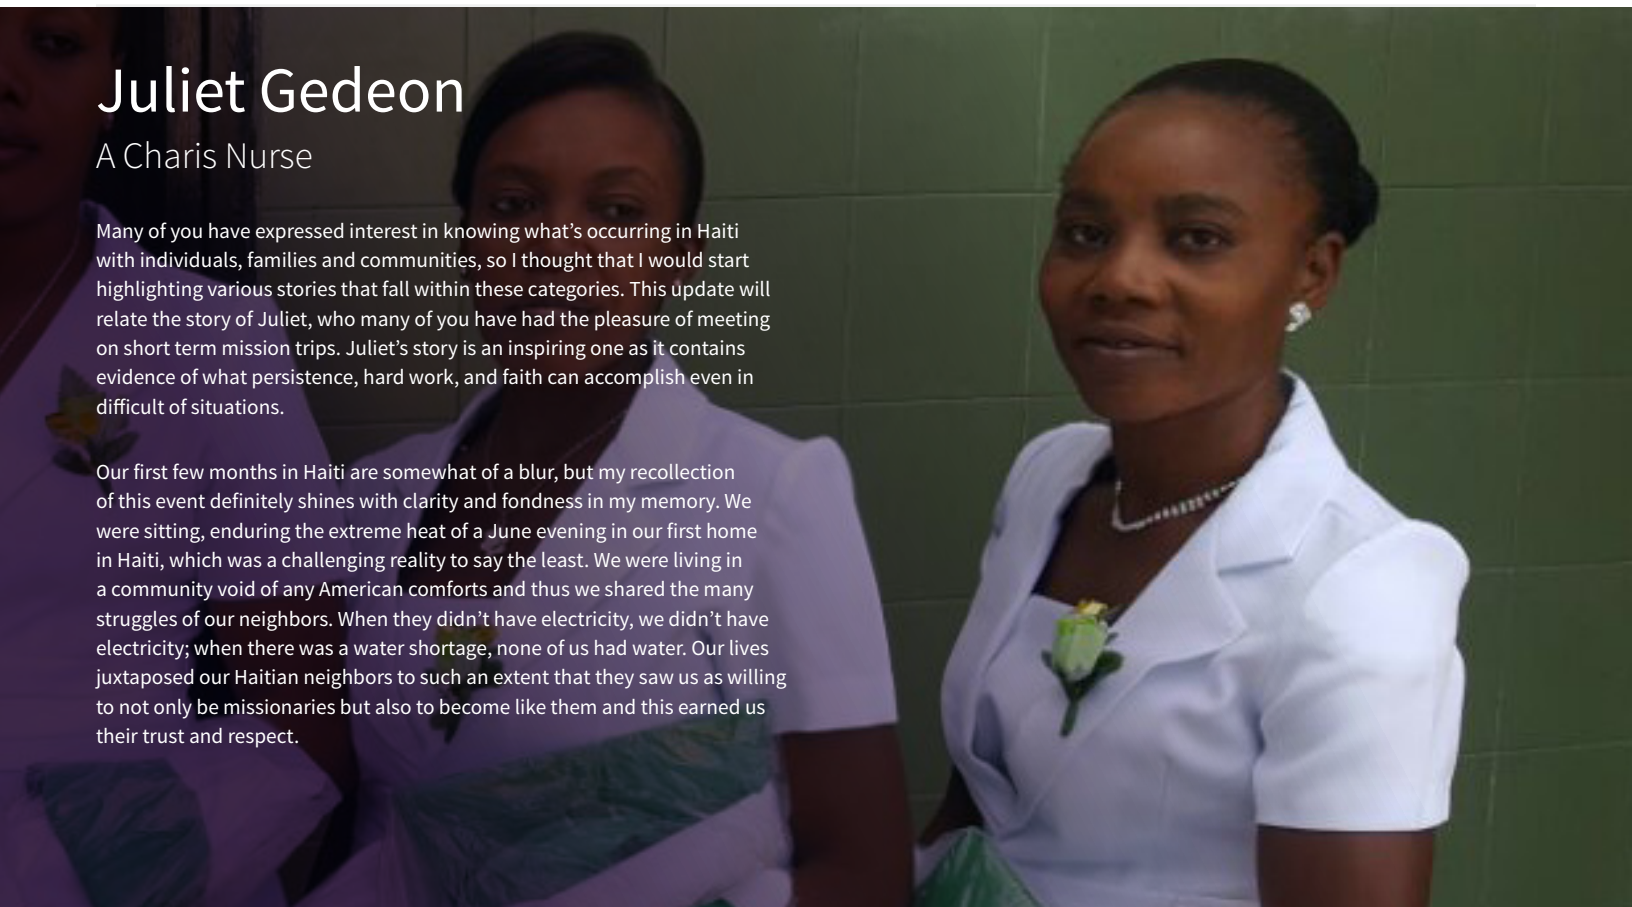 Juliet Gedeon
A Charis Nurse
Many of you have expressed interest in knowing what’s occurring in Haiti
with individuals, families and communities, so I thought that I would start
highlighting various stories that fall within these categories. This update will
relate the story of Juliet, who many of you have had the pleasure of meeting
on short term mission trips. Juliet’s story is an inspiring one as it contains
evidence of what persistence, hard work, and faith can accomplish even in
difficult of situations.
Our first few months in Haiti are somewhat of a blur, but my recollection
of this event definitely shines with clarity and fondness in my memory. We
were sitting, enduring the extreme heat of a June evening in our first home
in Haiti, which was a challenging reality to say the least. We were living in
a community void of any American comforts and thus we shared the many
struggles of our neighbors. When they didn’t have electricity, we didn’t have
electricity; when there was a water shortage, none of us had water. Our lives
juxtaposed our Haitian neighbors to such an extent that they saw us as willing
to not only be missionaries but also to become like them and this earned us
their trust and respect.